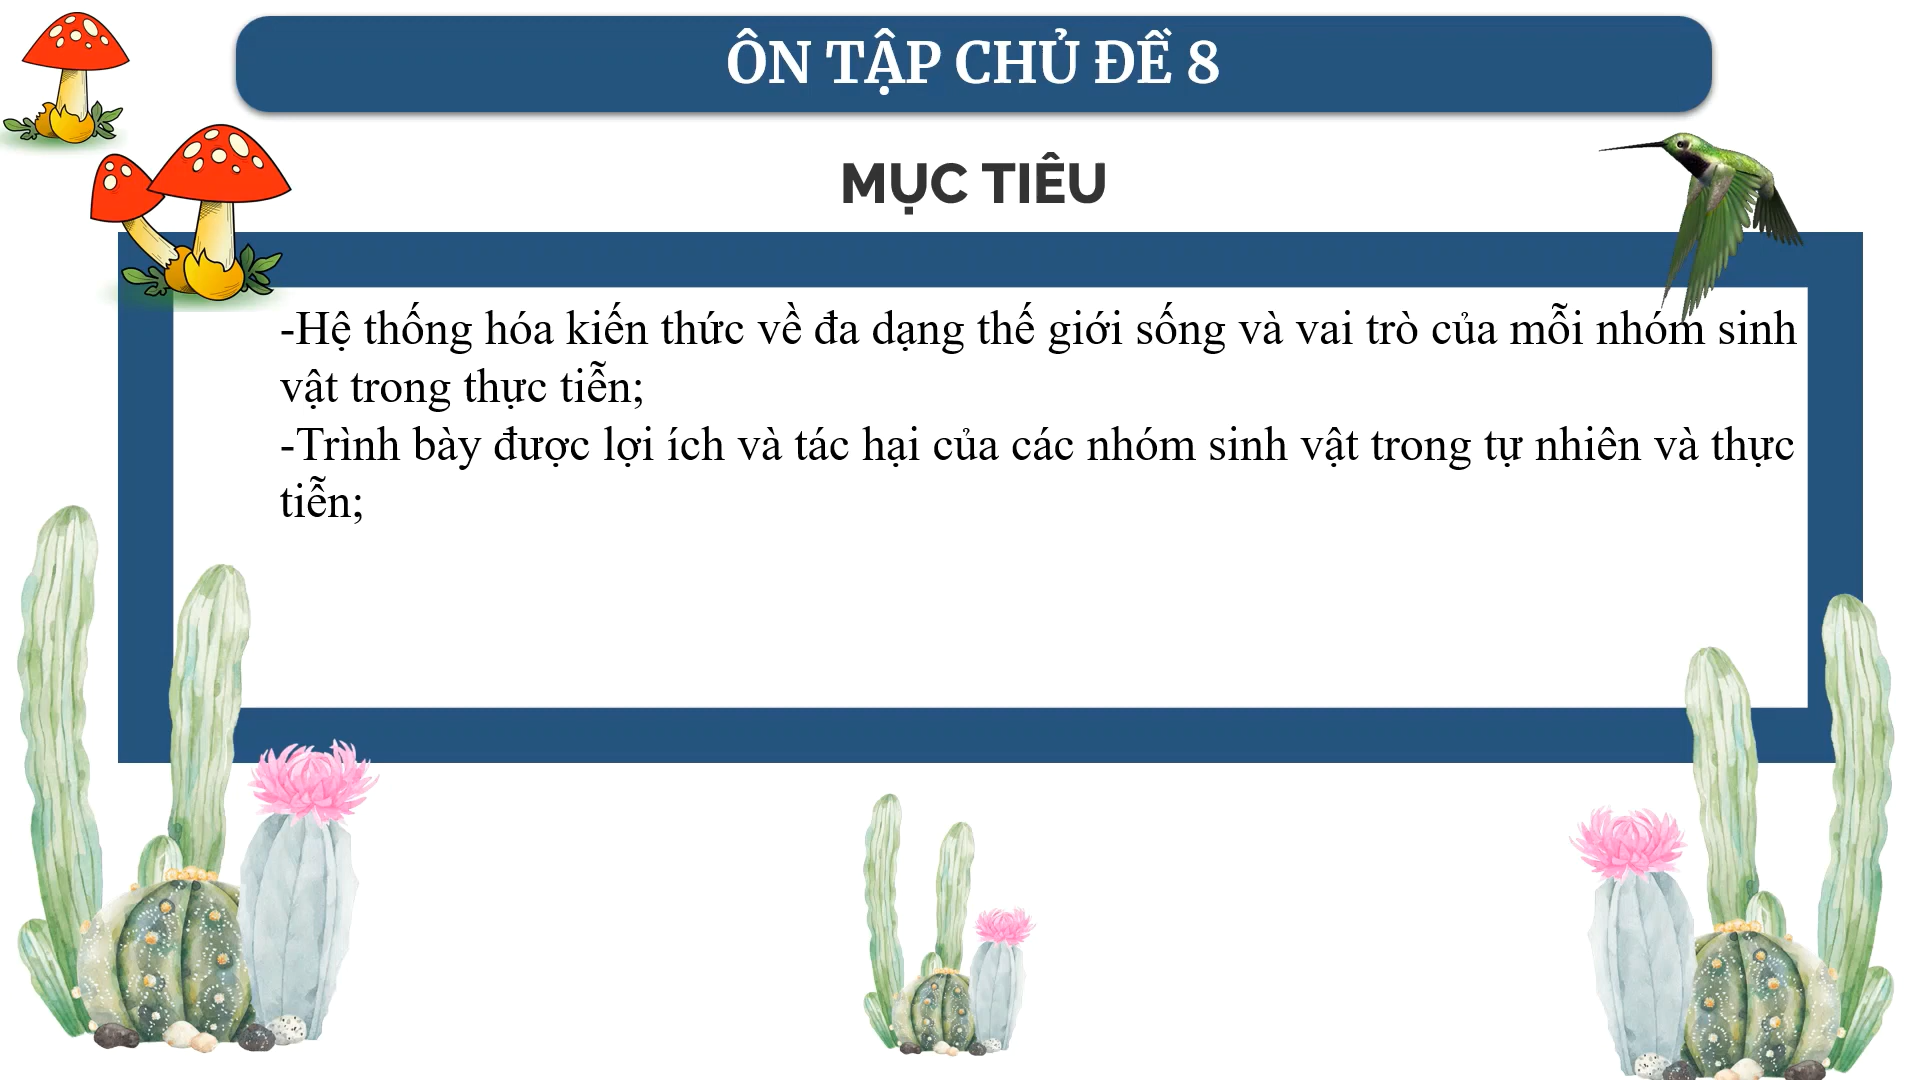 ÔN TẬP CHỦ ĐỀ 8
MỤC TIÊU
-Hệ thống hóa kiến thức về đa dạng thế giới sống và vai trò của mỗi nhóm sinh
vật trong thực tiễn;
-Trình bày được lợi ích và tác hại của các nhóm sinh vật trong tự nhiên và thực
tiễn;